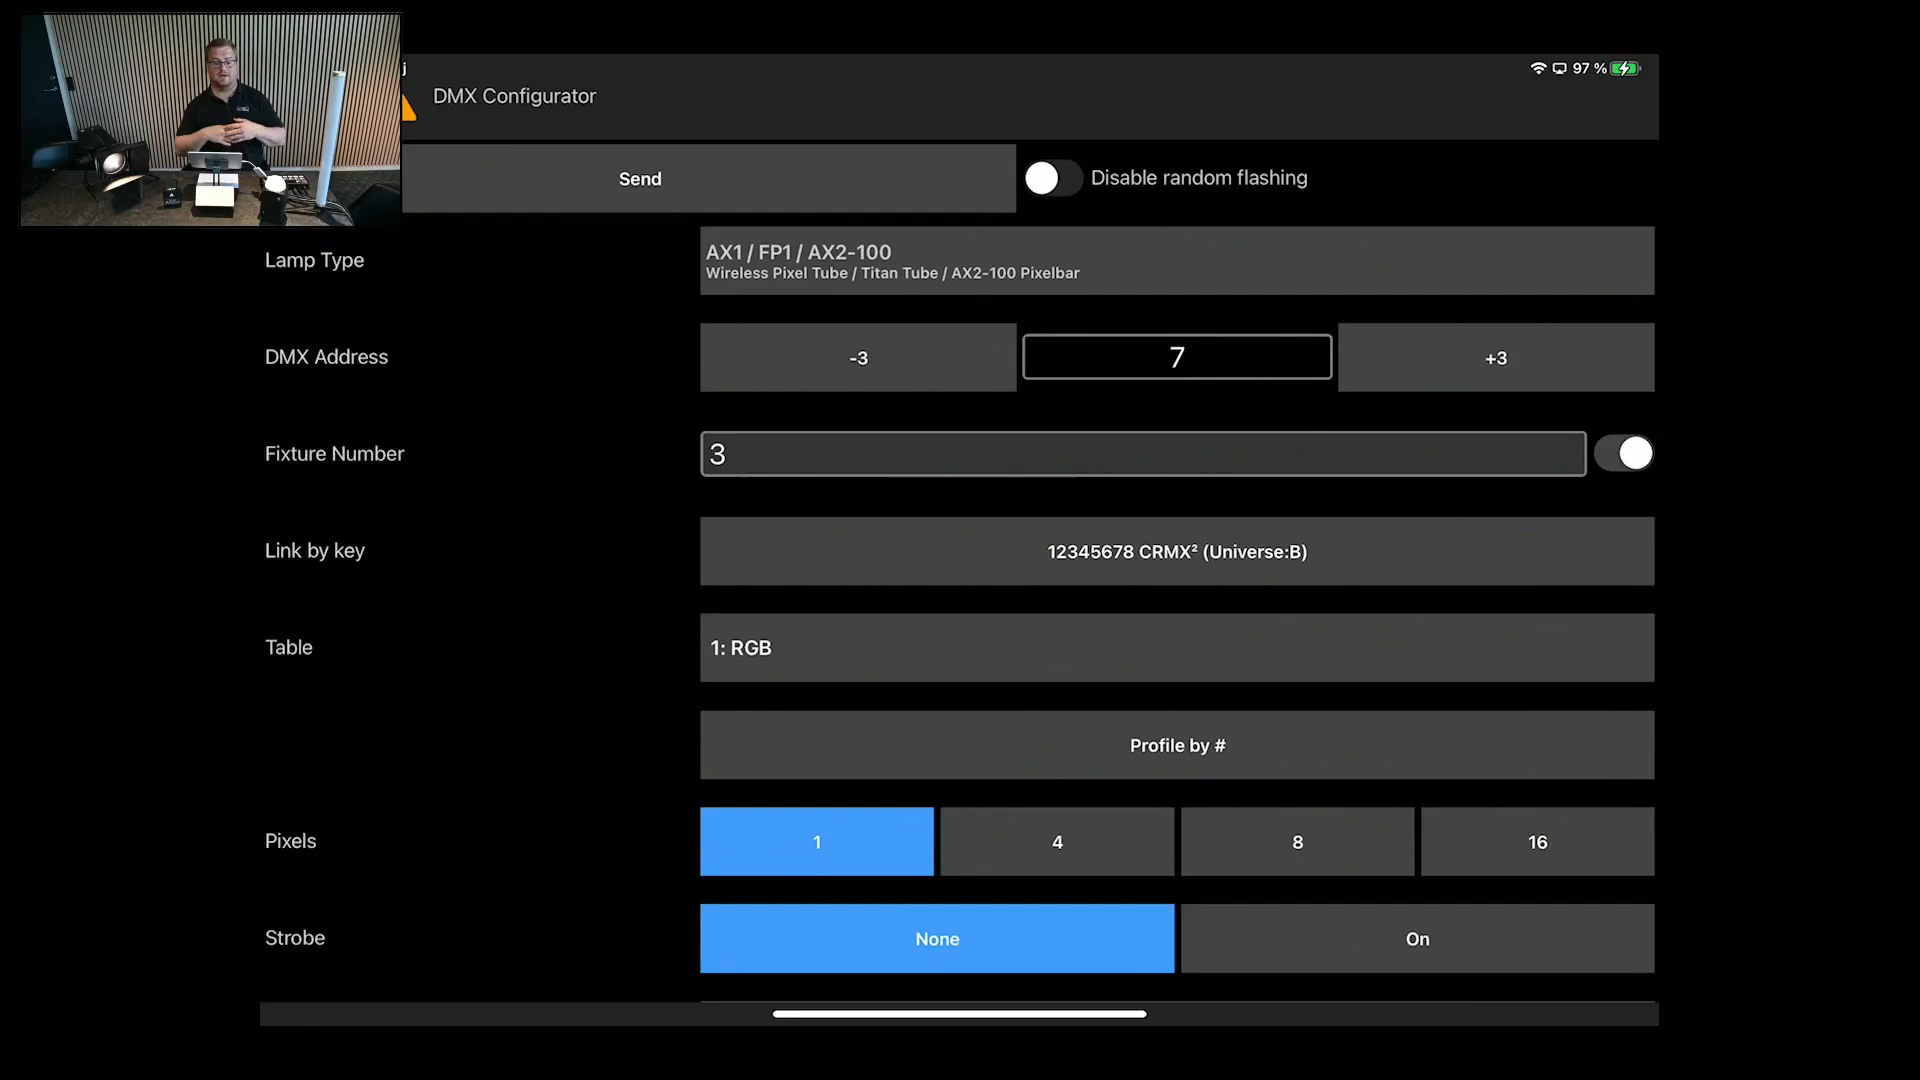 97 %
DMX Configurator
Send
Disable random flashing
Lamp Type
AX1 / FP1 / AX2-100
Wireless Pixel Tube / Titan Tube / AX2-100 Pixelbar
DMX Address
-3
7
+3
Fixture Number
3
Link by key
12345678 CRMX² (Universe:B)
Table
1: RGB
Profile by #
Pixels
1
4
8
16
Strobe
None
On